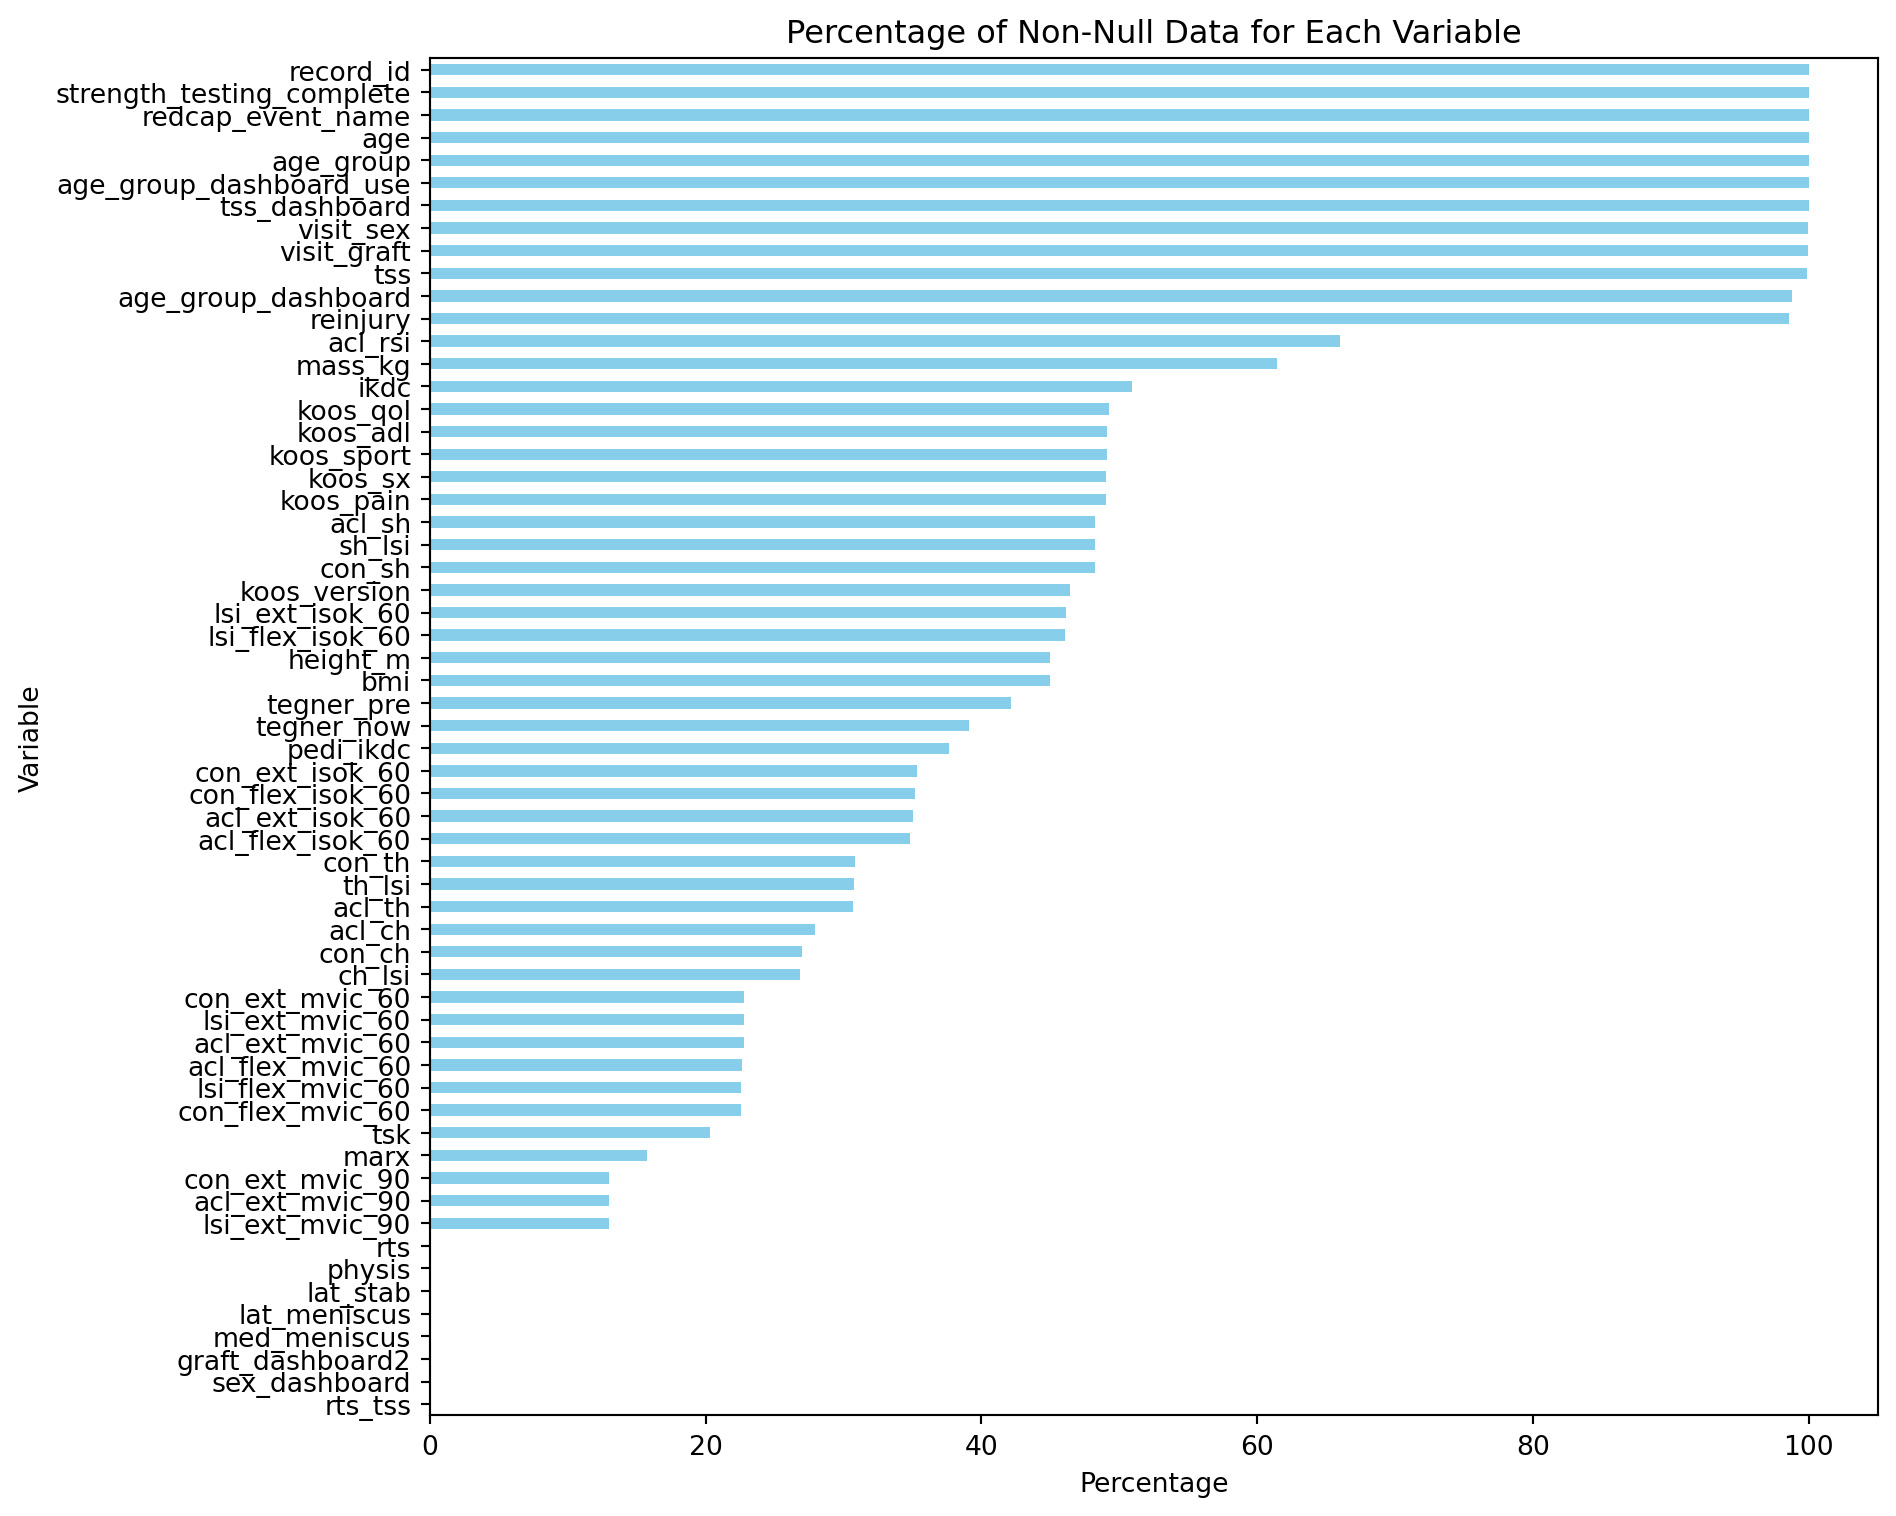 Percentage of Non-Null Data for Each Variable
record_id
strength_testing_complete
redcap_event_name
age
age_group
age_group_dashboard_use
tss_dashboard
visit_sex
visit_graft
tss
age_group_dashboard
reinjury
acl_rsi
mass_kg
ikdc
koos_qol
koos_adl
koos_sport
koos_sx
koos_pain
acl_sh
sh_lsi
con_sh
koos_version
lsi_ext_isok_60
lsi_flex_isok_60
height_m
bmi
tegner_pre
tegner_now
pedi_ikdc
con_ext_isok_60
con_flex_isok_60
acl_ext_isok_60
acl_flex_isok_60
con_th
th_lsi
acl_th
acl_ch
con_ch
ch_lsi
con_ext_mvic_60
lsi_ext_mvic_60
acl_ext_mvic_60
acl_flex_mvic_60
lsi_flex_mvic_60
con_flex_mvic_60
tsk
marx
con_ext_mvic_90
acl_ext_mvic_90
lsi_ext_mvic_90
rts
physis
lat_stab
lat_meniscus
med_meniscus
graft_dashboard2
sex_dashboard
rts_tss
Variable
0 20 40 60 80 100
Percentage